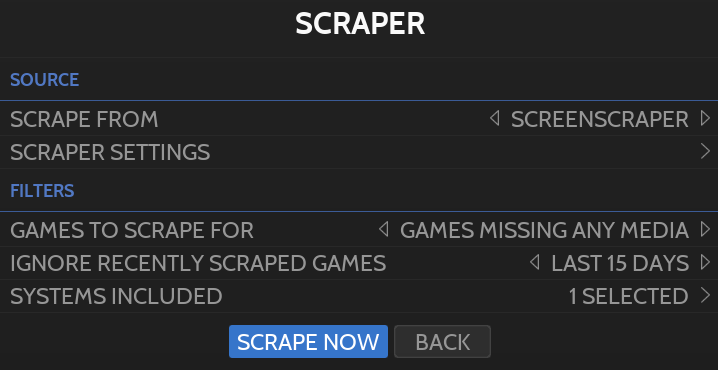 SCRAPER
SOURCE
SCRAPE FROM SCREENSCRAPER
SCRAPER SETTINGS
FILTERS
GAMES TO SCRAPE FOR GAMES MISSING ANY MEDIA
IGNORE RECENTLY SCRAPED GAMES LAST 15 DAYS
SYSTEMS INCLUDED 1 SELECTED
SCRAPE NOW BACK